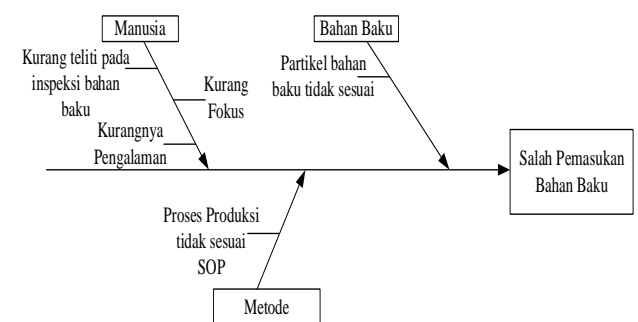 Manusia
Bahan Baku
Kurang teliti pada
inspeksi bahan
baku
Kurang
Fokus
Kurangnya
Pengalaman
Partikel bahan
baku tidak sesuai
Salah Pemasukan
Bahan Baku
Proses Produksi
tidak sesuai
SOP
Metode